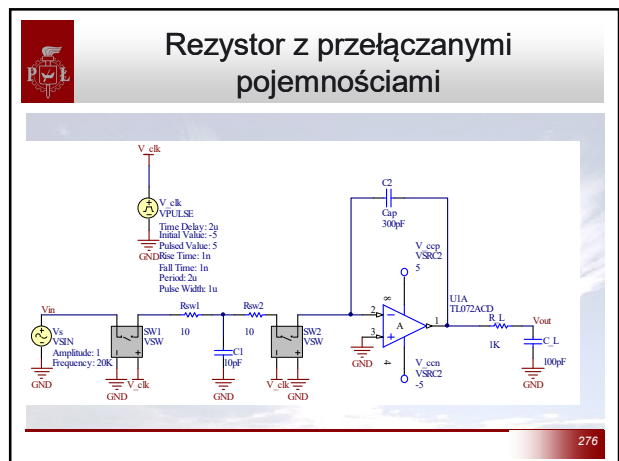 Rezystor z przełączanymi
pojemnościami
P Ł
V_clk
V_clk
VPULSE
Time Delay: 2u
Initial Value: -5
Pulsed Value: 5
GND
Rise Time: 1n
Fall Time: 1n
Period: 2u
Pulse Width: 1u
C2
Cap
300pF
V_ccp
VSRC2
5
8
U1A
TL072ACD
2
3
A
1
4
R_L
1K
Vout
C_L
100pF
GND
Vin
Vs
VSIN
Amplitude: 1
Frequency: 20K
GND
SW1
VSW
V_clk
GND
Rsw1
10
Rsw2
10
C1
10pF
GND
SW2
VSW
V_clk
GND
GND
V_ccn
VSRC2
-5
276